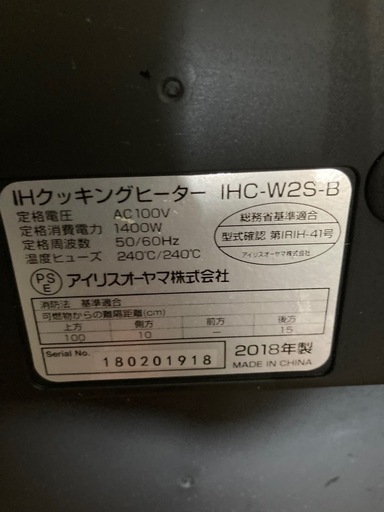 IHクッキングヒーター IHC-W2S-B
定格電圧 AC100V
定格消費電力 1400W
定格周波数 50/60Hz
温度ヒューズ 240℃/240℃
総務省基準適合
型式確認 第IRIH-41号
アイリスオーヤマ株式会社
PSE アイリスオーヤマ株式会社
消防法 基準適合
可燃物からの離隔距離(cm)
上方 側方 前方 後方
100 10 — 15
Serial No. 180201918
2018年製
MADE IN CHINA